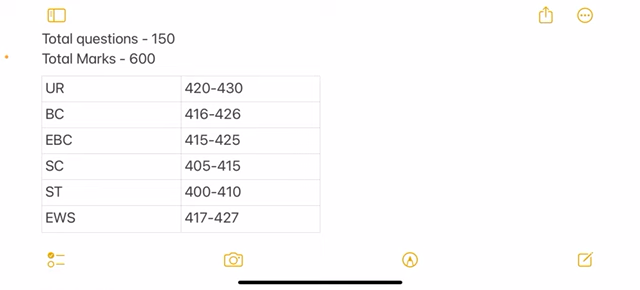 Total questions - 150
Total Marks - 600
UR 420-430
BC 416-426
EBC 415-425
SC 405-415
ST 400-410
EWS 417-427